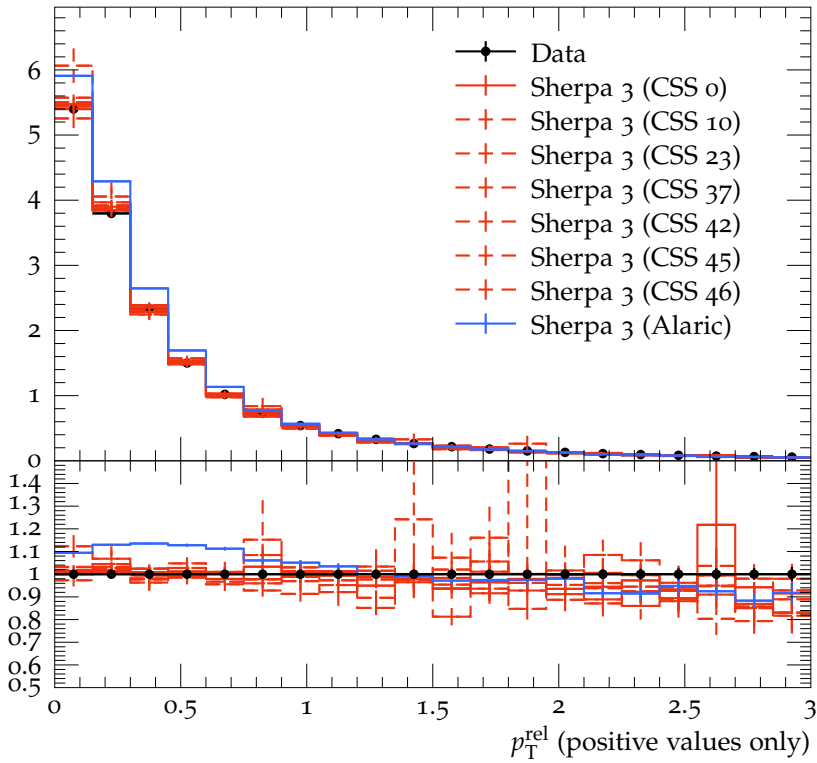 6
5
4
3
2
1
0
Data
Sherpa 3 (CSS 0)
Sherpa 3 (CSS 10)
Sherpa 3 (CSS 23)
Sherpa 3 (CSS 37)
Sherpa 3 (CSS 42)
Sherpa 3 (CSS 45)
Sherpa 3 (CSS 46)
Sherpa 3 (Alaric)
1.4
1.3
1.2
1.1
1
0.9
0.8
0.7
0.6
0.5
0 0.5 1 1.5 2 2.5 3
p_T^rel (positive values only)